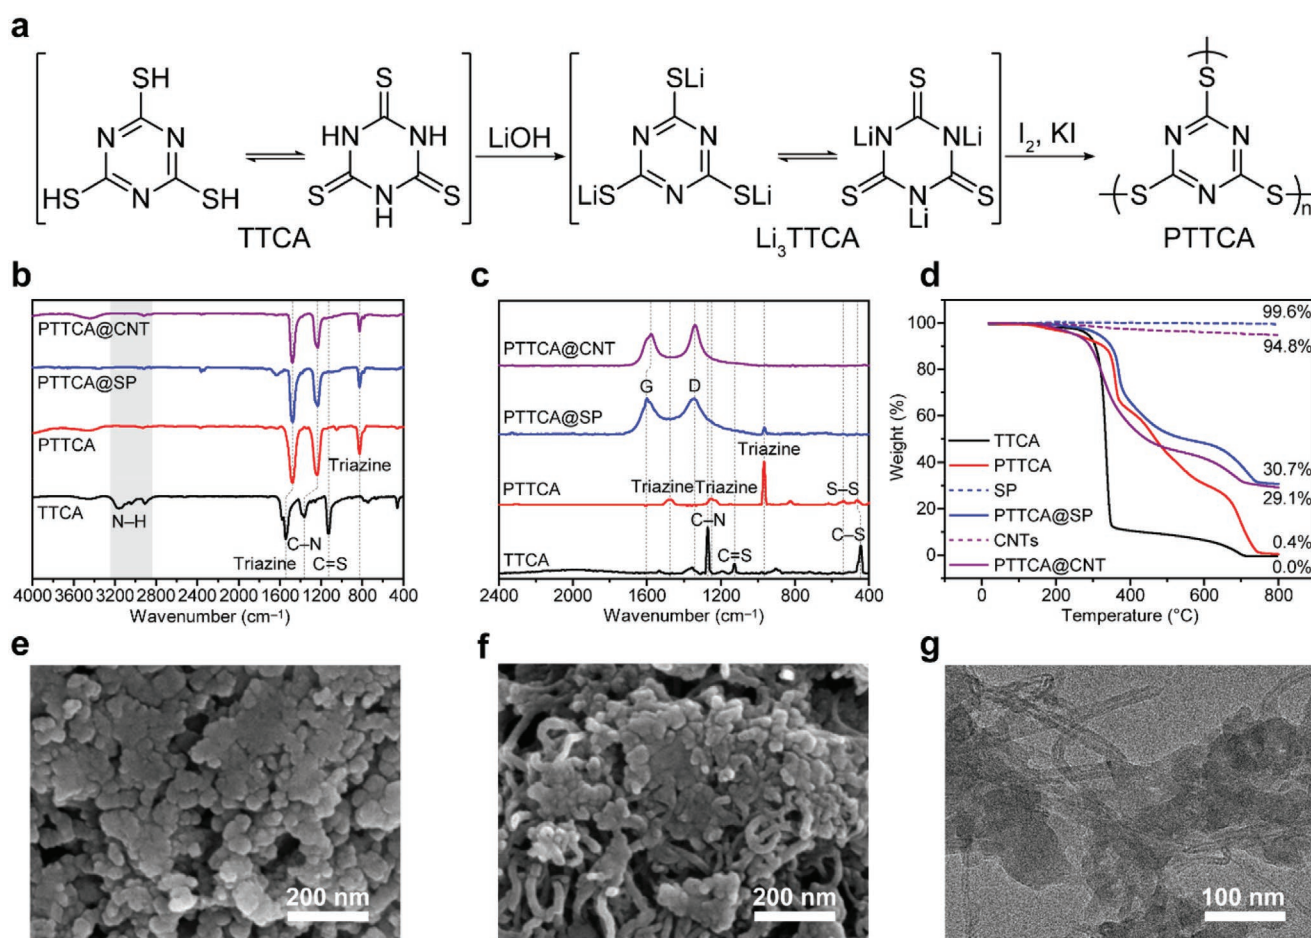 a
SH
N N
HS N SH
TTCA
S
HN NH
S N S
H
LiOH
SLi
N N
LiS N SLi
Li₃TTCA
S
LiN NLi
S N S
Li
I₂, KI
S
N N
S N S n
PTTCA
b
PTTCA@CNT
PTTCA@SP
PTTCA
Triazine
TTCA
N–H
C–N
Triazine C=S
4000 3600 3200 2800 2400 2000 1600 1200 800 400
Wavenumber (cm⁻¹)
c
PTTCA@CNT
G D
PTTCA@SP
Triazine
PTTCA
Triazine Triazine S–S
C–N
C=S C–S
TTCA
2400 2000 1600 1200 800 400
Wavenumber (cm⁻¹)
d
Weight (%)
100
80
60
40
20
0
99.6%
94.8%
30.7%
29.1%
0.4%
0.0%
TTCA
PTTCA
SP
PTTCA@SP
CNTs
PTTCA@CNT
0 200 400 600 800
Temperature (°C)
e
200 nm
f
200 nm
g
100 nm